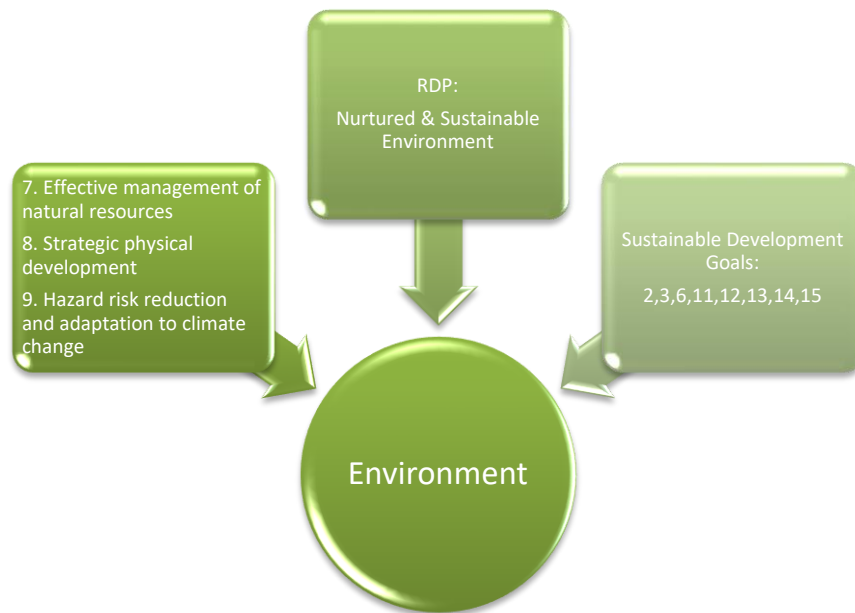 RDP:
Nurtured & Sustainable
Environment
7. Effective management of
natural resources
8. Strategic physical
development
9. Hazard risk reduction
and adaptation to climate
change
Sustainable Development
Goals:
2,3,6,11,12,13,14,15
Environment